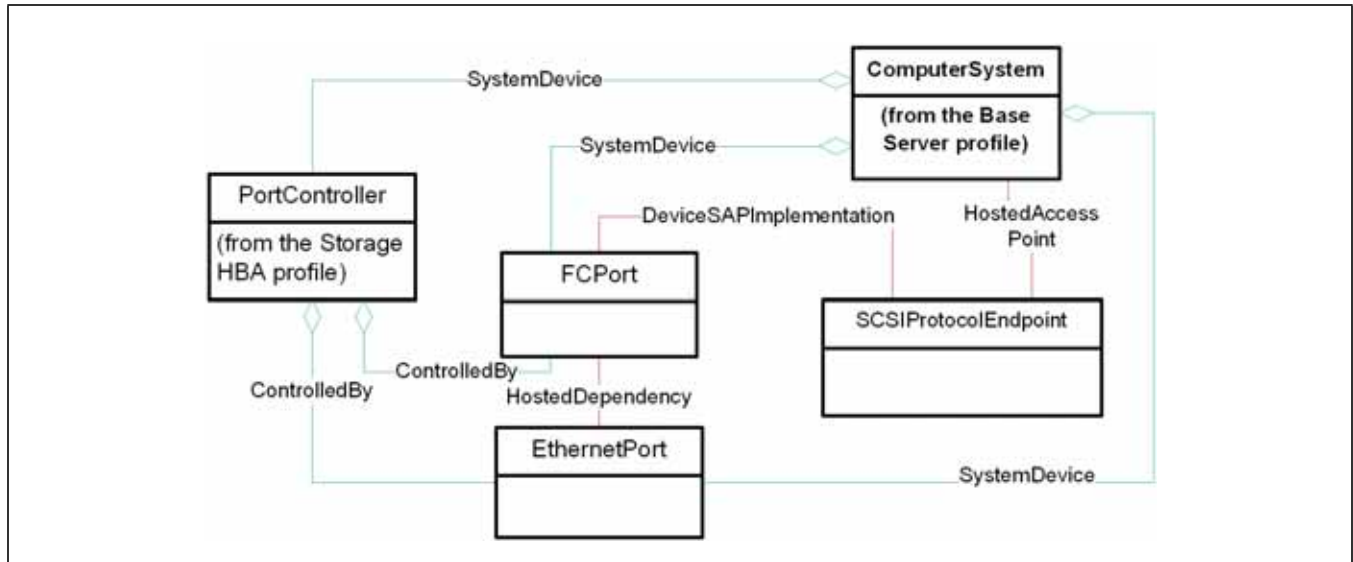 SystemDevice
ComputerSystem
(from the Base
Server profile)
SystemDevice
PortController
(from the Storage
HBA profile)
DeviceSAPImplementation
HostedAccess
Point
FCPort
SCSIProtocolEndpoint
ControlledBy
ControlledBy
HostedDependency
EthernetPort
SystemDevice